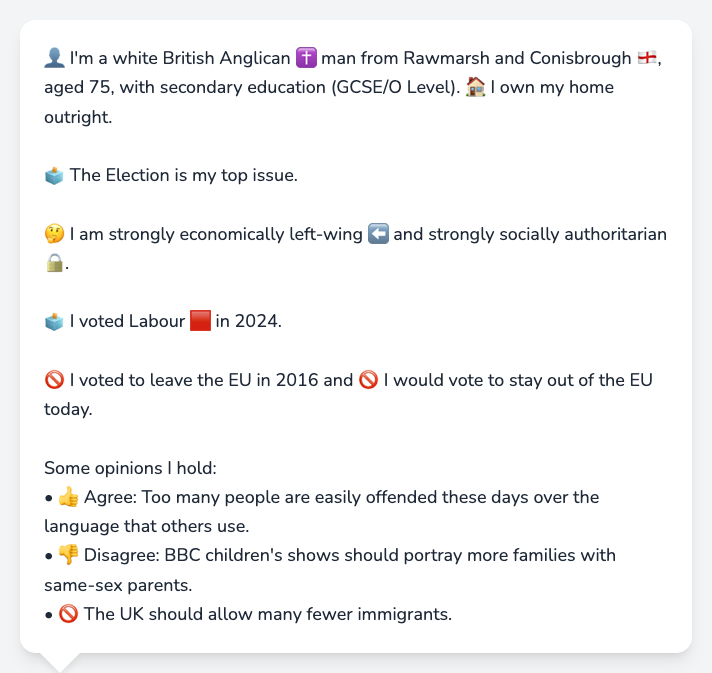 👤 I'm a white British Anglican ✝️ man from Rawmarsh and Conisbrough 🏴󠁧󠁢󠁥󠁮󠁧󠁿,
aged 75, with secondary education (GCSE/O Level). 🏠 I own my home
outright.
🗳️ The Election is my top issue.
🤔 I am strongly economically left-wing ⬅️ and strongly socially authoritarian
🔒.
🗳️ I voted Labour 🟥 in 2024.
🚫 I voted to leave the EU in 2016 and 🚫 I would vote to stay out of the EU
today.
Some opinions I hold:
• 👍 Agree: Too many people are easily offended these days over the
language that others use.
• 👎 Disagree: BBC children's shows should portray more families with
same-sex parents.
• 🚫 The UK should allow many fewer immigrants.